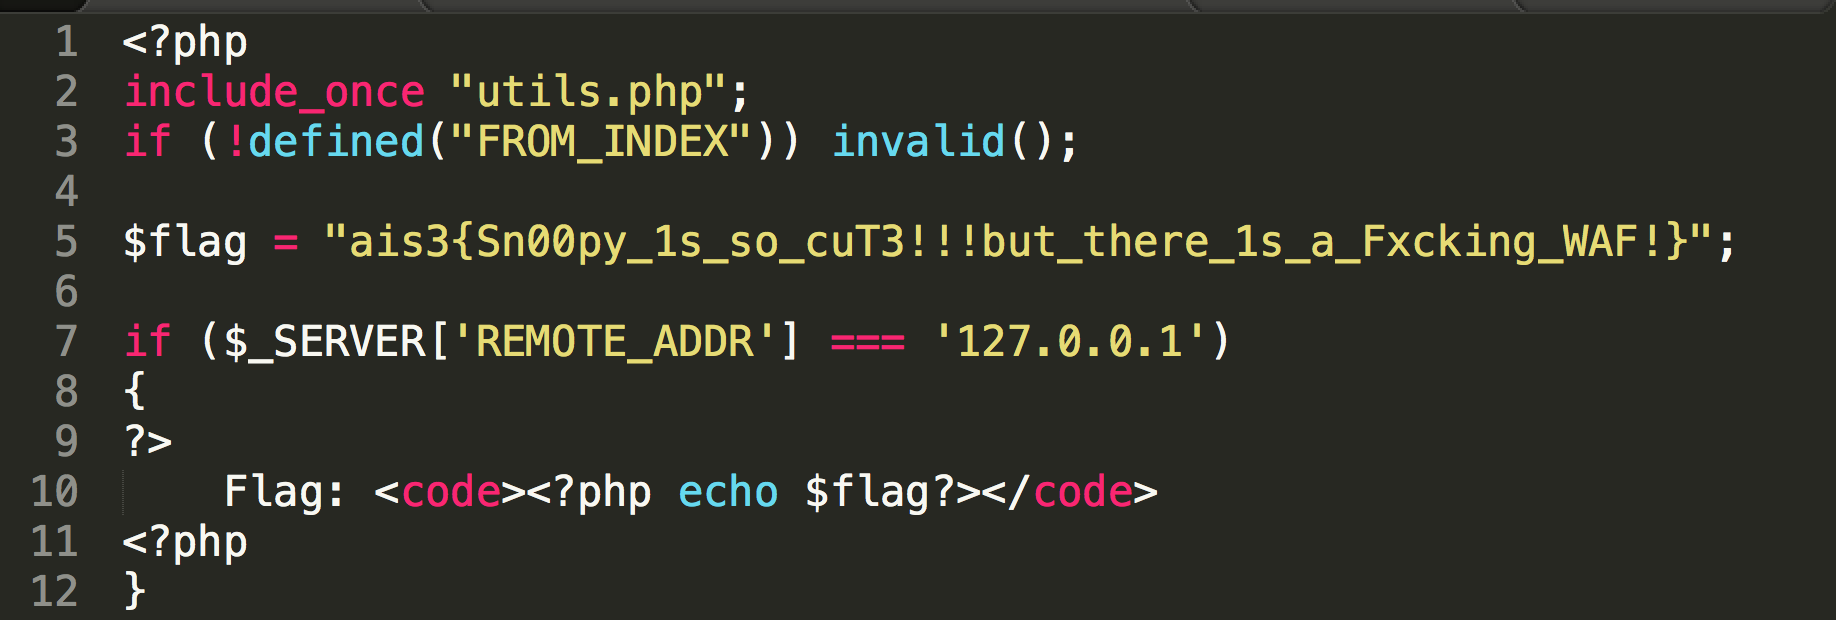 1 <?php
2 include_once "utils.php";
3 if (!defined("FROM_INDEX")) invalid();
4
5 $flag = "ais3{Sn00py_1s_so_cuT3!!!but_there_1s_a_Fxcking_WAF!}";
6
7 if ($_SERVER['REMOTE_ADDR'] === '127.0.0.1')
8 {
9 ?>
10     Flag: <code><?php echo $flag?></code>
11 <?php
12 }